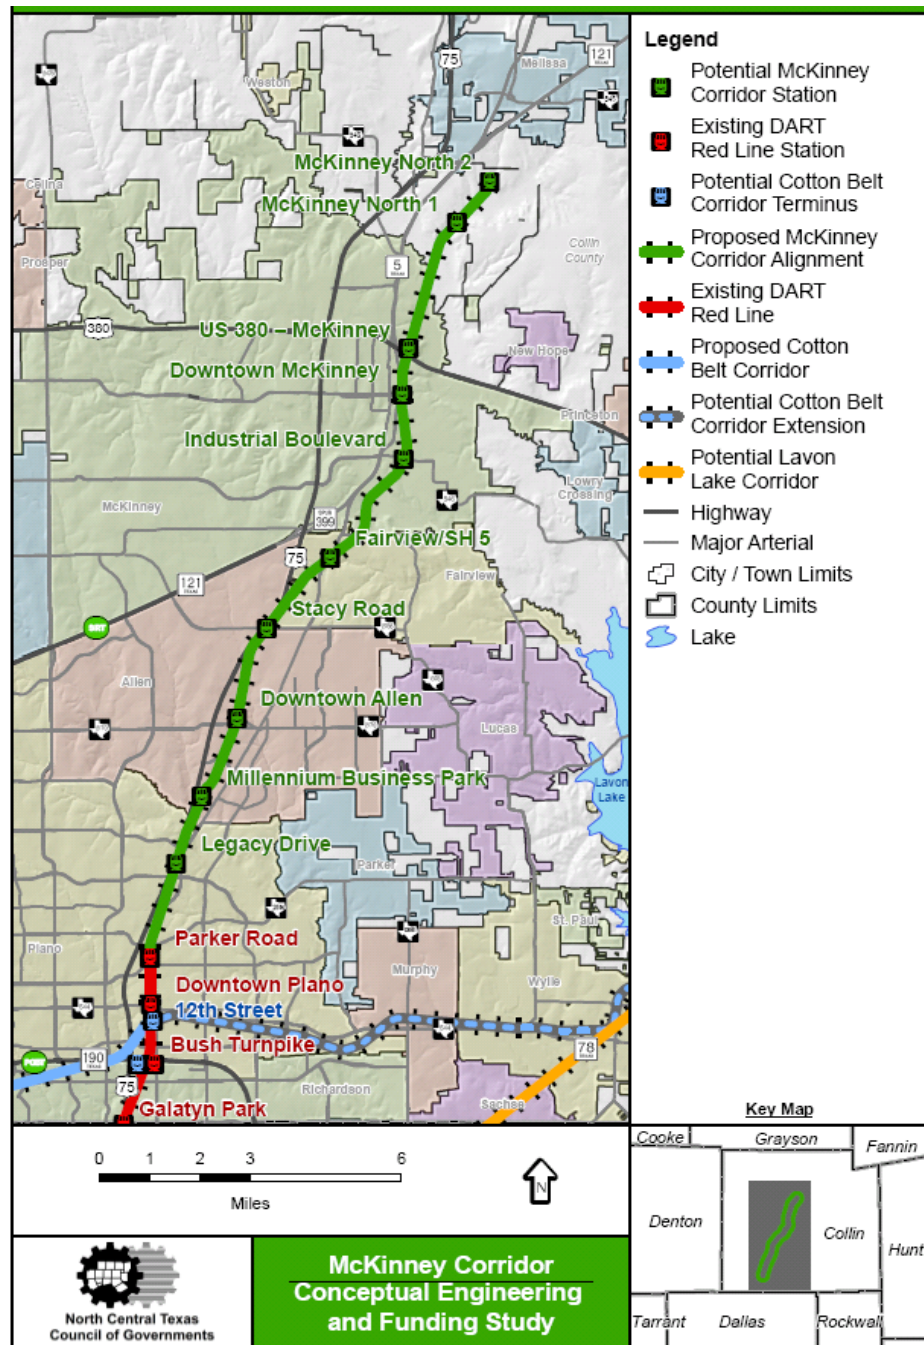 75
Melissa
121
TEXAS
Weston
McKinney North 2
Celina
McKinney North 1
Collin
County
Prosper
5
TEXAS
380
US 380 – McKinney
New Hope
Downtown McKinney
Princeton
Industrial Boulevard
Lowry
Crossing
McKinney
SPUR
399
Fairview/SH 5
75
121
TEXAS
Fairview
Stacy Road
Allen
Downtown Allen
Lucas
Millennium Business Park
Lavon
Lake
Legacy Drive
Parker
St. Paul
Parker Road
Plano
Murphy
Wylie
Downtown Plano
12th Street
Bush Turnpike
190
TEXAS
78
TEXAS
75
Richardson
Galatyn Park
Sachse
Legend
Potential McKinney
Corridor Station
Existing DART
Red Line Station
Potential Cotton Belt
Corridor Terminus
Proposed McKinney
Corridor Alignment
Existing DART
Red Line
Proposed Cotton
Belt Corridor
Potential Cotton Belt
Corridor Extension
Potential Lavon
Lake Corridor
Highway
Major Arterial
City / Town Limits
County Limits
Lake
Key Map
Cooke
Grayson
Fannin
Denton
Collin
Hunt
Tarrant
Dallas
Rockwall
0 1 2 3 6
Miles
N
North Central Texas
Council of Governments
McKinney Corridor
Conceptual Engineering
and Funding Study